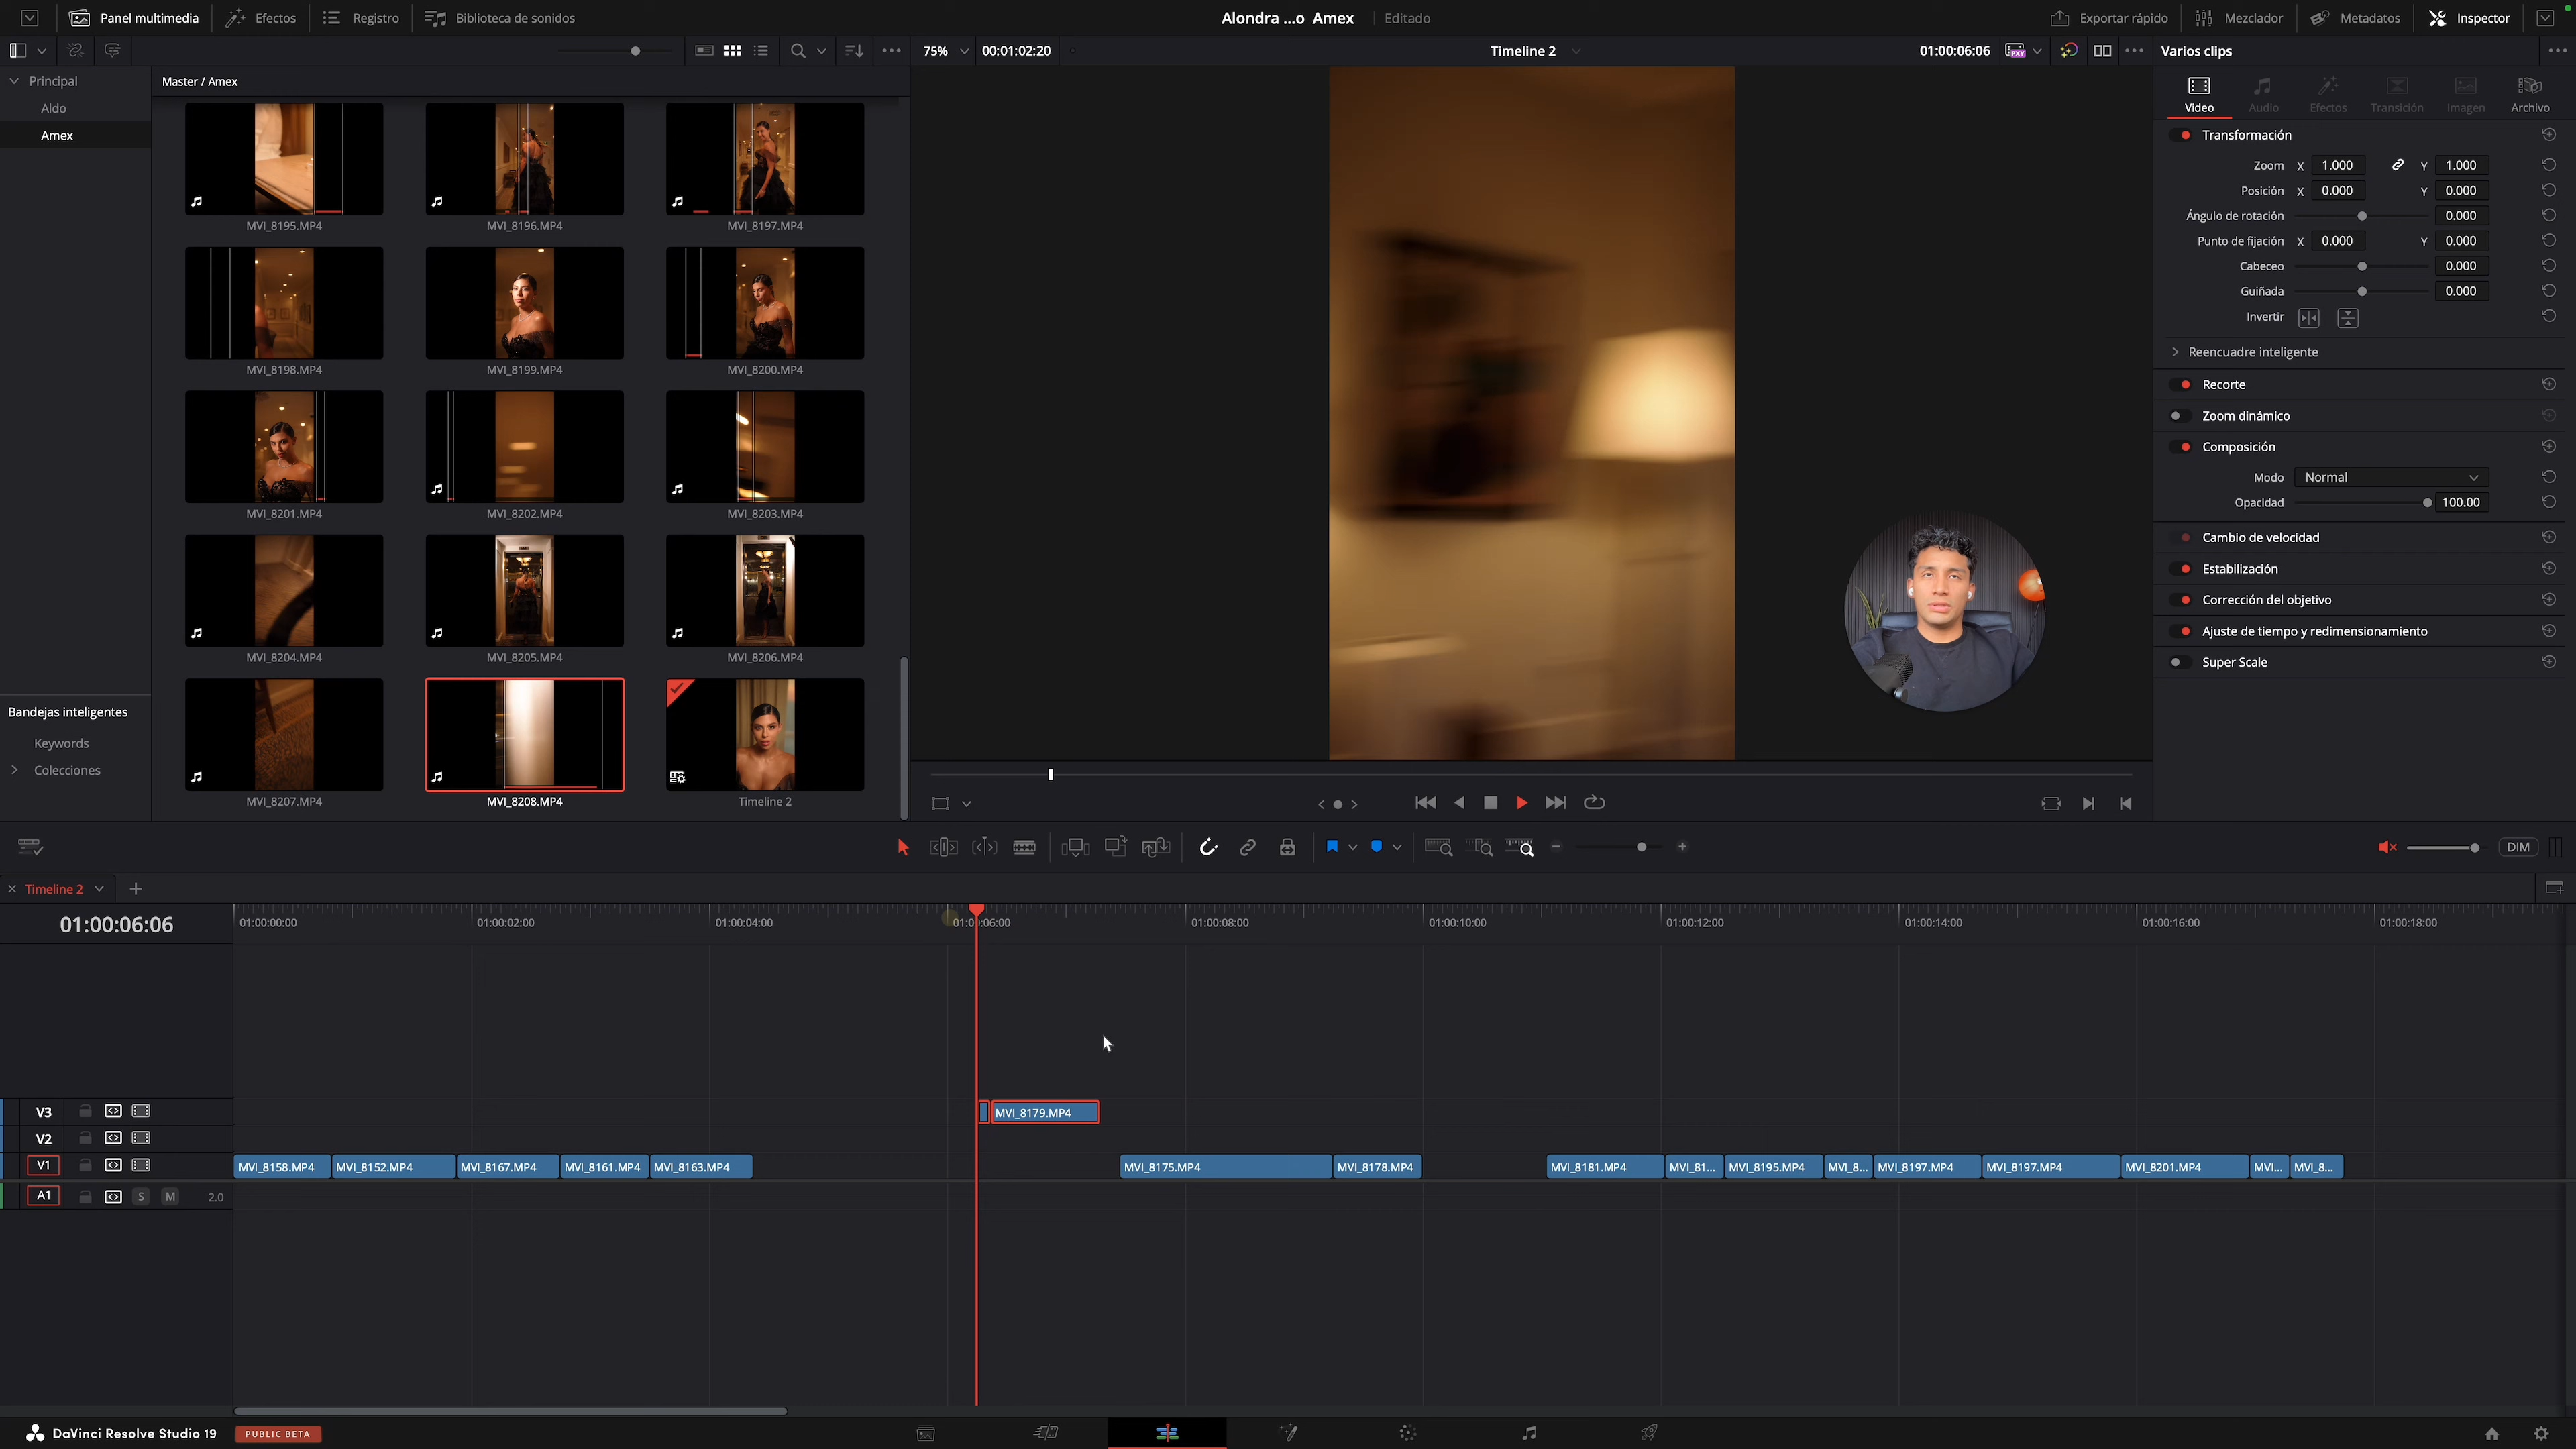 Panel multimedia Efectos Registro Biblioteca de sonidos Alondra ...o Amex Editado Exportar rápido Mezclador Metadatos Inspector
75% 00:01:02:20 Timeline 2 01:00:06:06 PXY Varios clips
Principal
Aldo
Amex
Master / Amex
MVI_8195.MP4 MVI_8196.MP4 MVI_8197.MP4
MVI_8198.MP4 MVI_8199.MP4 MVI_8200.MP4
MVI_8201.MP4 MVI_8202.MP4 MVI_8203.MP4
MVI_8204.MP4 MVI_8205.MP4 MVI_8206.MP4
MVI_8207.MP4 MVI_8208.MP4 Timeline 2
Bandejas inteligentes
Keywords
Colecciones
Video Audio Efectos Transición Imagen Archivo
Transformación
Zoom X 1.000 Y 1.000
Posición X 0.000 Y 0.000
Ángulo de rotación 0.000
Punto de fijación X 0.000 Y 0.000
Cabeceo 0.000
Guiñada 0.000
Invertir
Reencuadre inteligente
Recorte
Zoom dinámico
Composición
Modo Normal
Opacidad 100.00
Cambio de velocidad
Estabilización
Corrección del objetivo
Ajuste de tiempo y redimensionamiento
Super Scale
DIM
Timeline 2
01:00:06:06
01:00:00:00 01:00:02:00 01:00:04:00 01:00:06:00 01:00:08:00 01:00:10:00 01:00:12:00 01:00:14:00 01:00:16:00 01:00:18:00
V3 MVI_8179.MP4
V2
V1 MVI_8158.MP4 MVI_8152.MP4 MVI_8167.MP4 MVI_8161.MP4 MVI_8163.MP4 MVI_8175.MP4 MVI_8178.MP4 MVI_8181.MP4 MVI_81... MVI_8195.MP4 MVI_8... MVI_8197.MP4 MVI_8197.MP4 MVI_8201.MP4 MVI... MVI_8...
A1 S M 2.0
DaVinci Resolve Studio 19 PUBLIC BETA